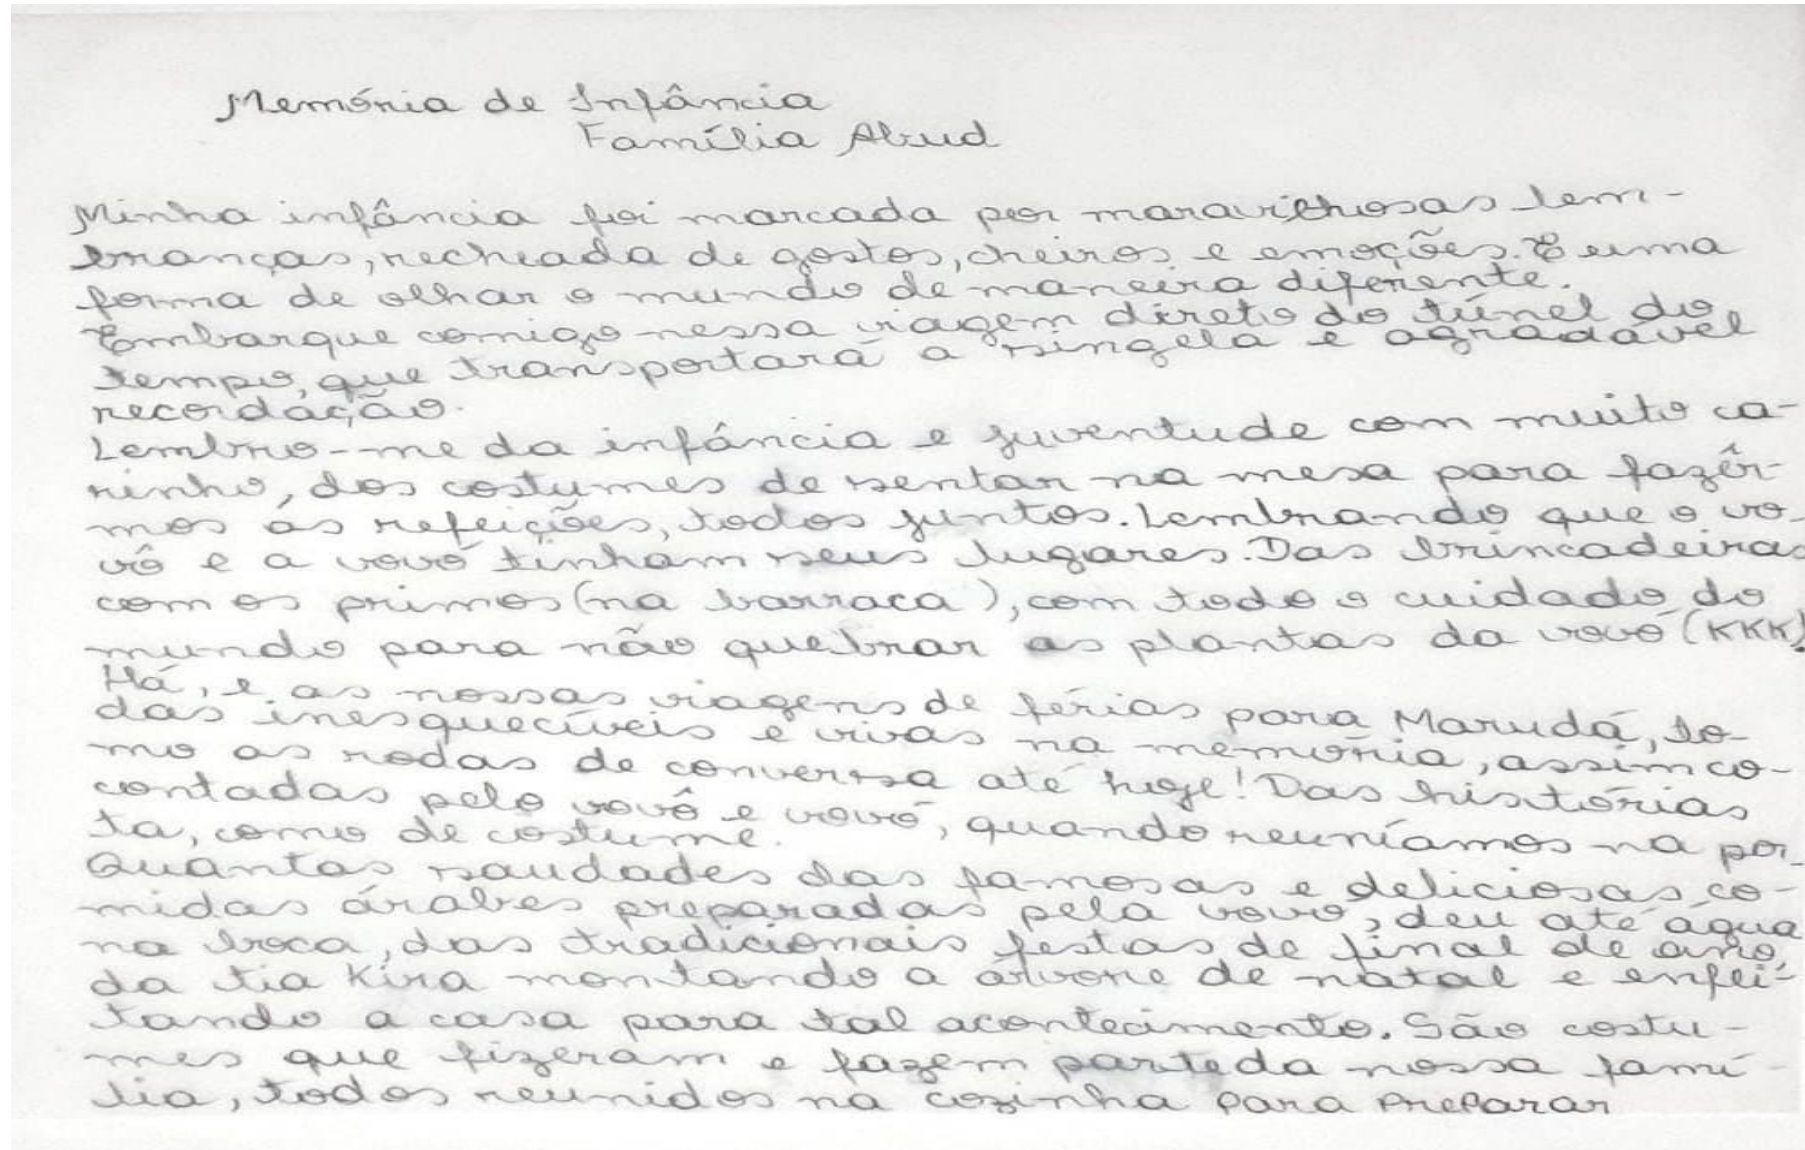 Memória de Infância
Família Abud
Minha infância foi marcada por maravilhosas lem-
branças, recheada de gostos, cheiros e emoções. E uma
forma de olhar o mundo de maneira diferente.
Embarque comigo nessa viagem direto do túnel do
tempo, que transportará a singela e agradável
recordação.
Lembro-me da infância e juventude com muito ca-
rinho, dos costumes de sentar na mesa para fazêr-
mos ás refeições, todos juntos. Lembrando que o vo-
vô e a vovó tinham seus lugares. Das brincadeiras
com os primos (na barraca), com todo o cuidado do
mundo para não quebrar as plantas da vovó (KKK)!
Há, e as nossas viagens de férias para Marudá, to-
das inesquecíveis e vivas na memória, assim co-
mo as rodas de conversa até hoje! Das histórias
contadas pelo vovô e vovó, quando reuníamos na por-
ta, como de costume.
Quantas saudades das famosas e deliciosas co-
midas árabes preparadas pela vovó, deu até água
na boca, das tradicionais festas de final de ano,
da tia Kira montando a árvore de natal e enfei-
tando a casa para tal acontecimento. São costu-
mes que fizeram e fazem parte da nossa famí-
lia, todos reunidos na cozinha para preparar